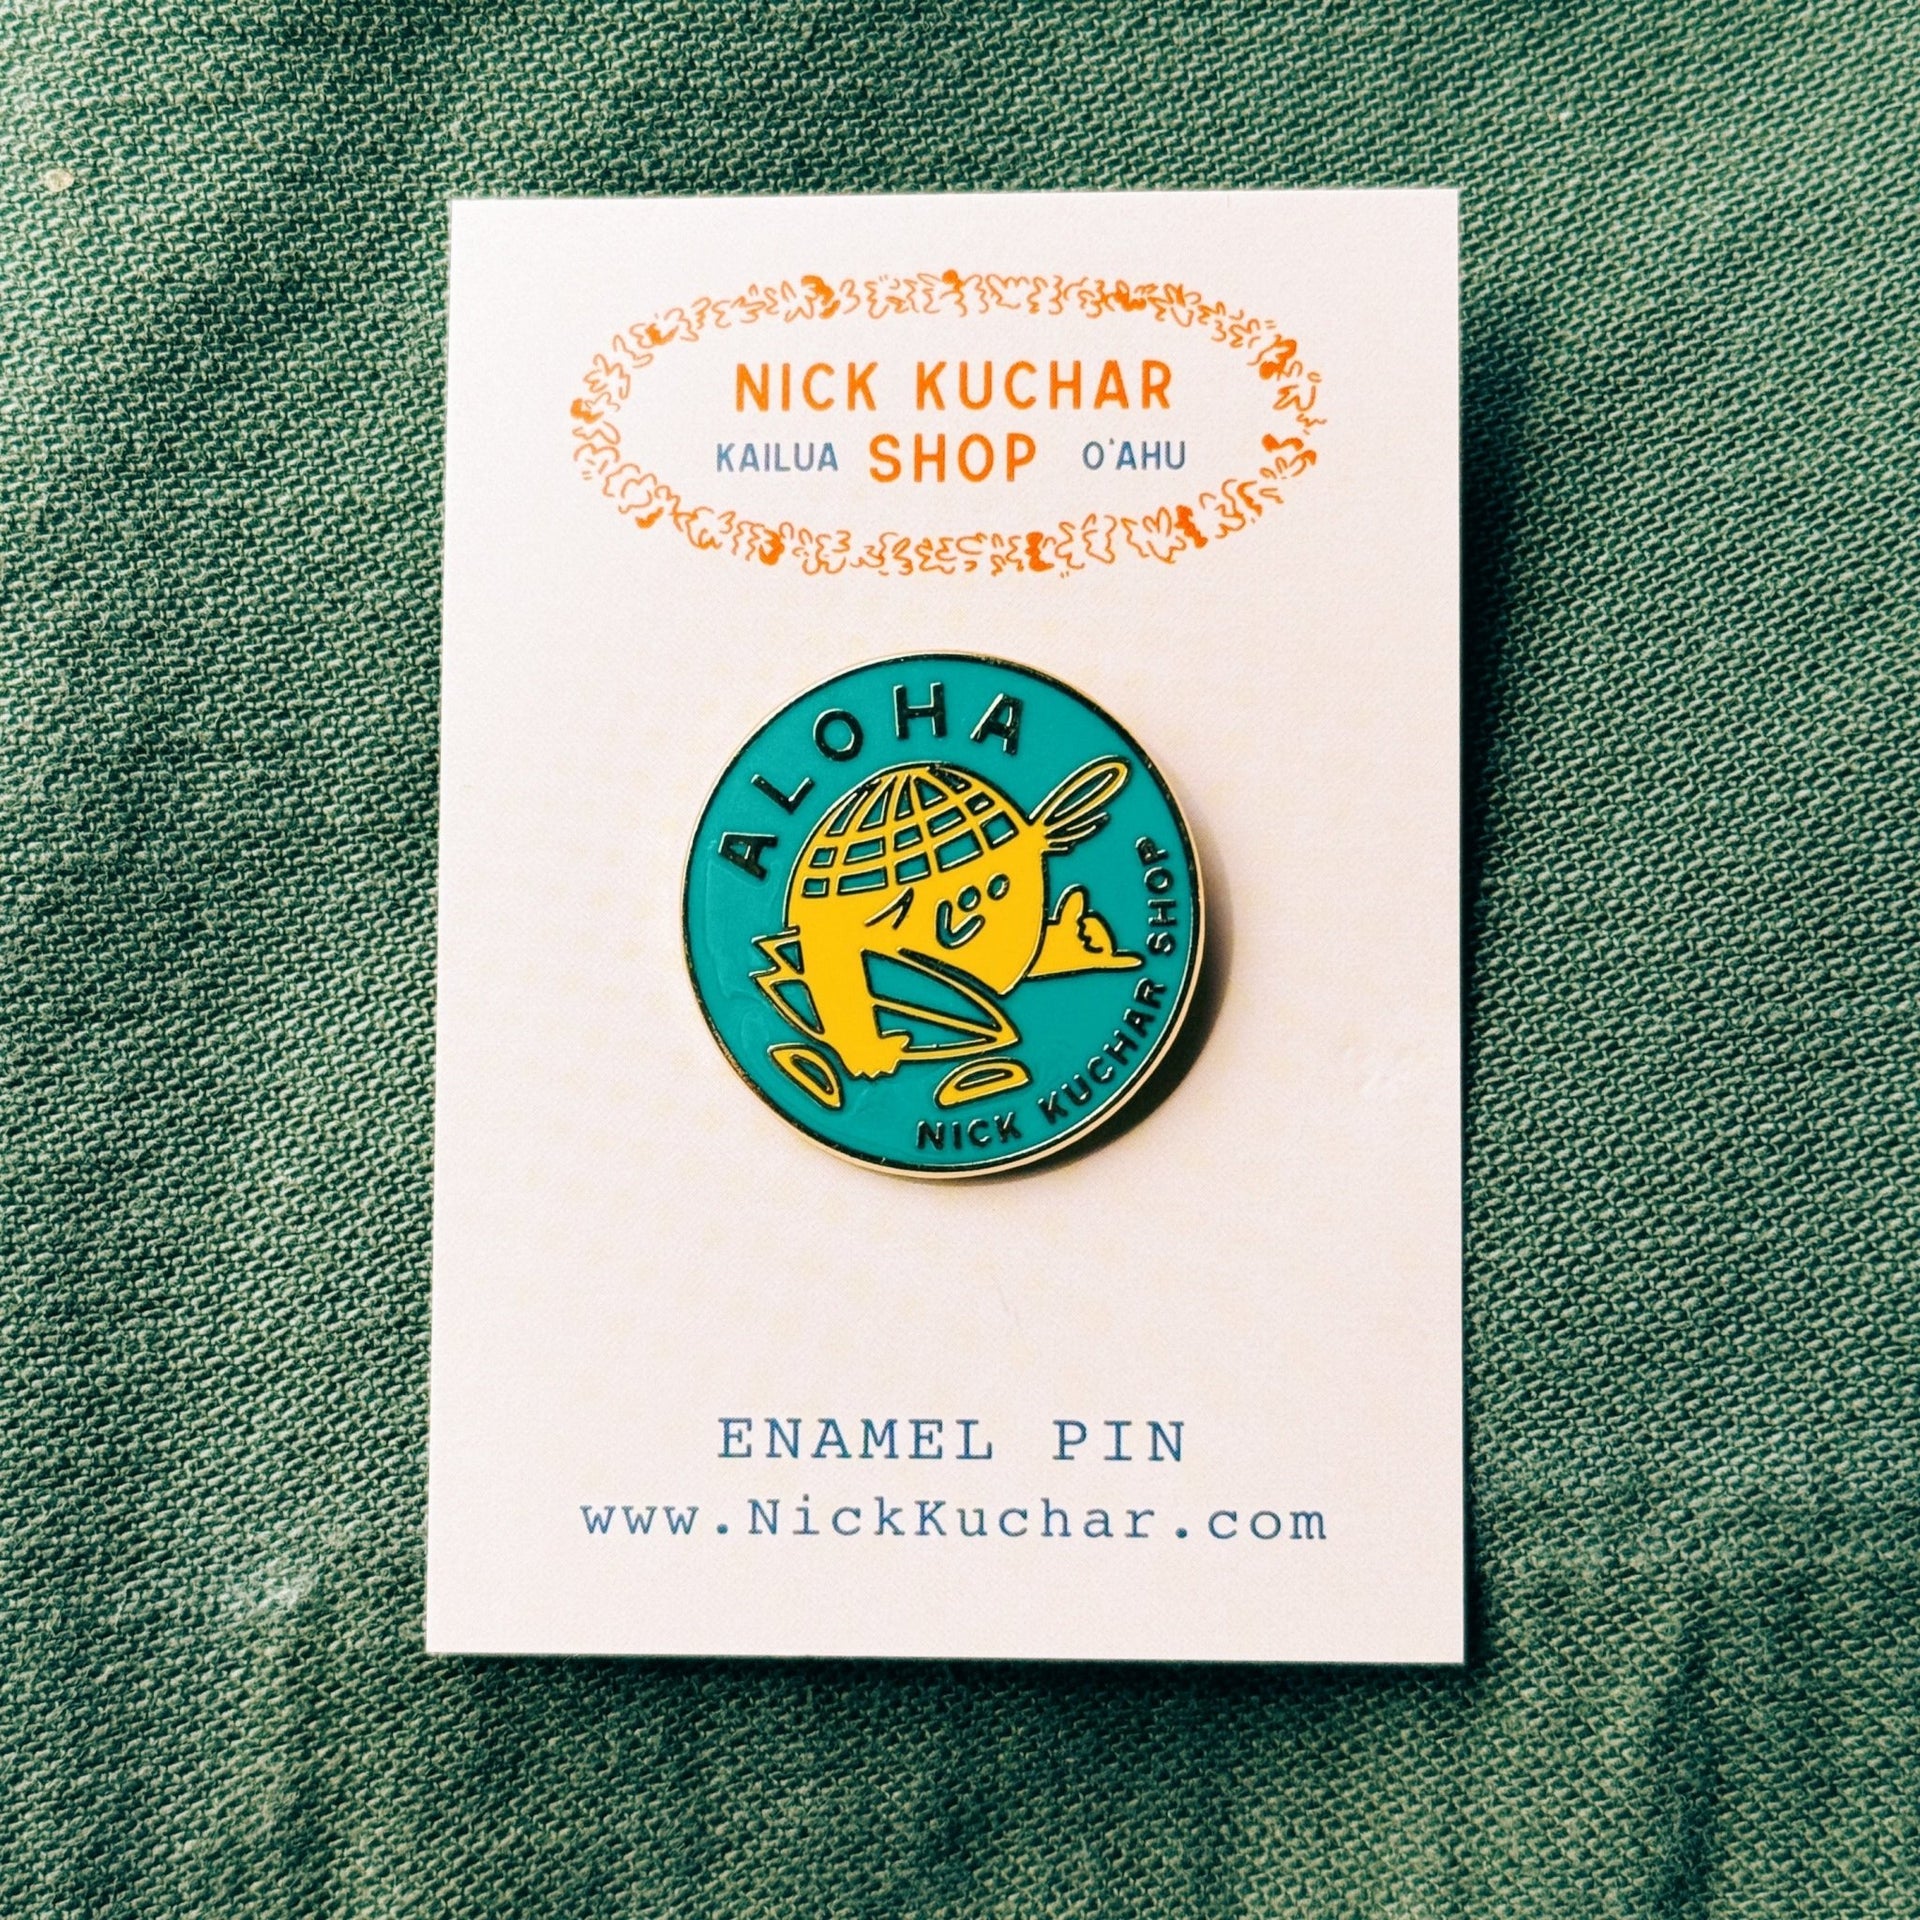 NICK KUCHAR
KAILUA SHOP O'AHU
ALOHA
NICK KUCHAR SHOP
ENAMEL PIN
www.NickKuchar.com